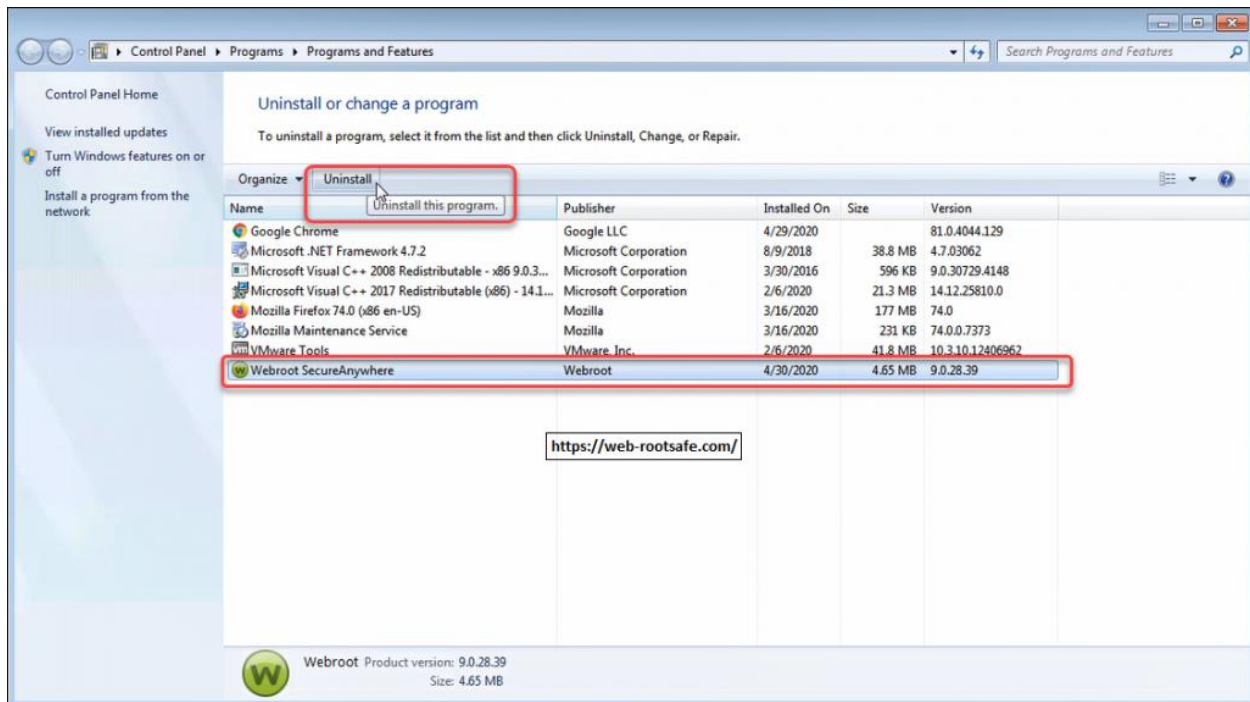 Control Panel ▸ Programs ▸ Programs and Features
Search Programs and Features
Control Panel Home
View installed updates
Turn Windows features on or
off
Install a program from the
network
Uninstall or change a program
To uninstall a program, select it from the list and then click Uninstall, Change, or Repair.
Organize Uninstall
Uninstall this program.
Name Publisher Installed On Size Version
Google Chrome Google LLC 4/29/2020 81.0.4044.129
Microsoft .NET Framework 4.7.2 Microsoft Corporation 8/9/2018 38.8 MB 4.7.03062
Microsoft Visual C++ 2008 Redistributable - x86 9.0.3... Microsoft Corporation 3/30/2016 596 KB 9.0.30729.4148
Microsoft Visual C++ 2017 Redistributable (x86) - 14.1... Microsoft Corporation 2/6/2020 21.3 MB 14.12.25810.0
Mozilla Firefox 74.0 (x86 en-US) Mozilla 3/16/2020 177 MB 74.0
Mozilla Maintenance Service Mozilla 3/16/2020 231 KB 74.0.0.7373
VMware Tools VMware, Inc. 2/6/2020 41.8 MB 10.3.10.12406962
Webroot SecureAnywhere Webroot 4/30/2020 4.65 MB 9.0.28.39
https://web-rootsafe.com/
Webroot Product version: 9.0.28.39
Size: 4.65 MB